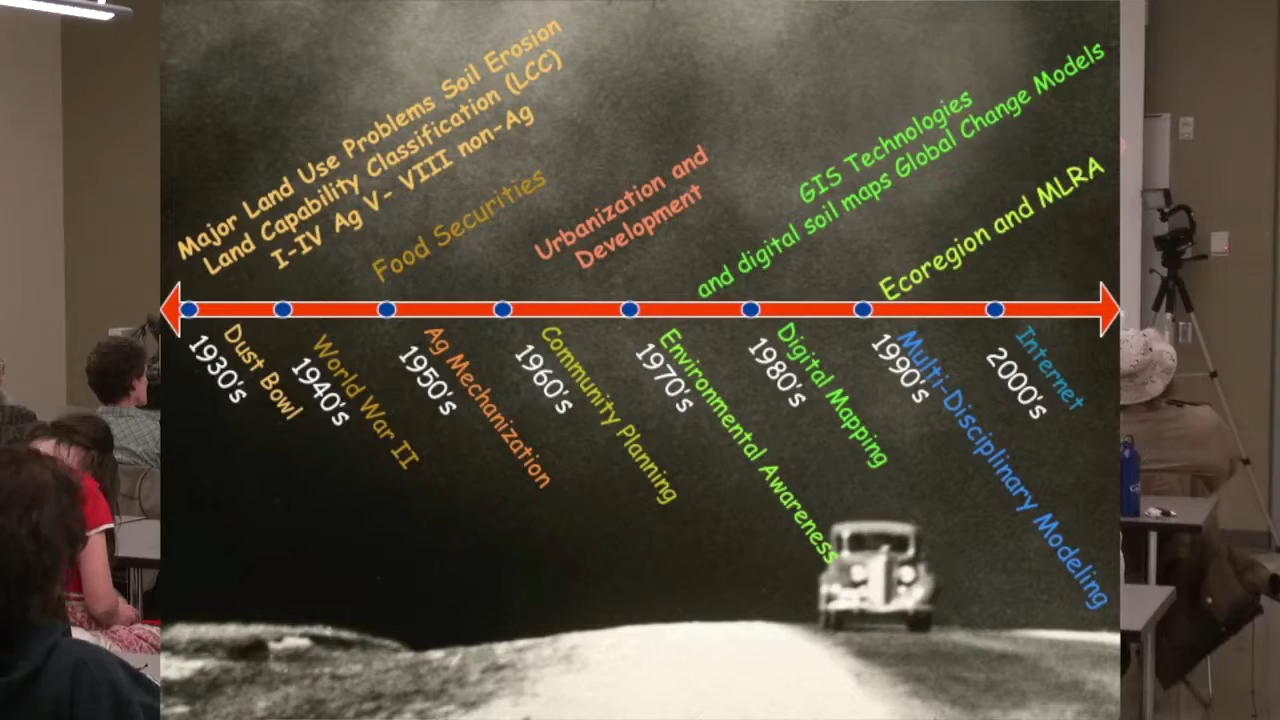 Major Land Use Problems Soil Erosion
Land Capability Classification (LCC)
I-IV Ag V- VIII non-Ag
Food Securities
Urbanization and
Development
GIS Technologies
and digital soil maps Global Change Models
Ecoregion and MLRA
1930's
Dust Bowl
1940's
World War II
1950's
Ag Mechanization
1960's
Community Planning
1970's
Environmental Awareness
1980's
Digital Mapping
1990's
Multi-Disciplinary Modeling
2000's
Internet